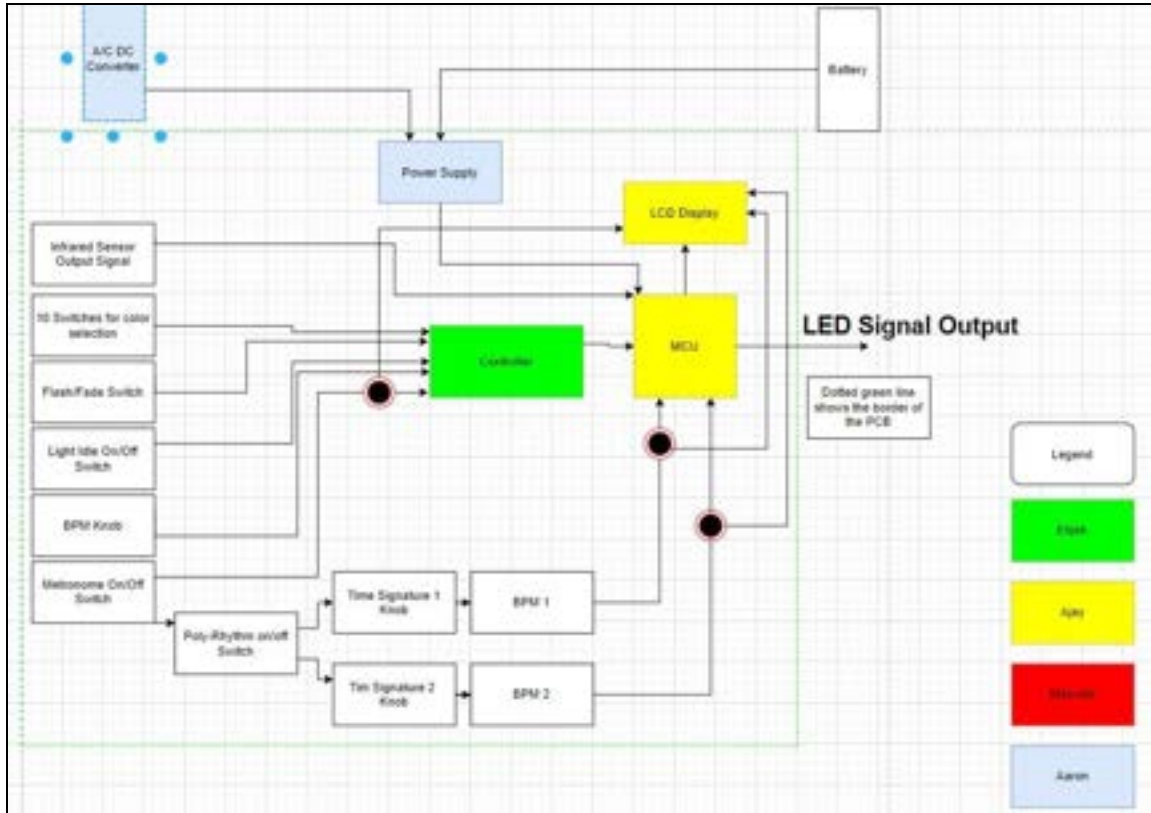 A/C DC
Converter
Battery
Power Supply
LCD Display
Infrared Sensor
Output Signal
10 Switches for color
selection
Controller
MCU
LED Signal Output
Flash/Fade Switch
Dotted green line
shows the border of
the PCB
Light Idle On/Off
Switch
Legend
BPM Knob
Elijah
Metronome On/Off
Switch
Time Signature 1
Knob
BPM 1
Ajay
Poly-Rhythm on/off
Switch
Tim Signature 2
Knob
BPM 2
Aaron